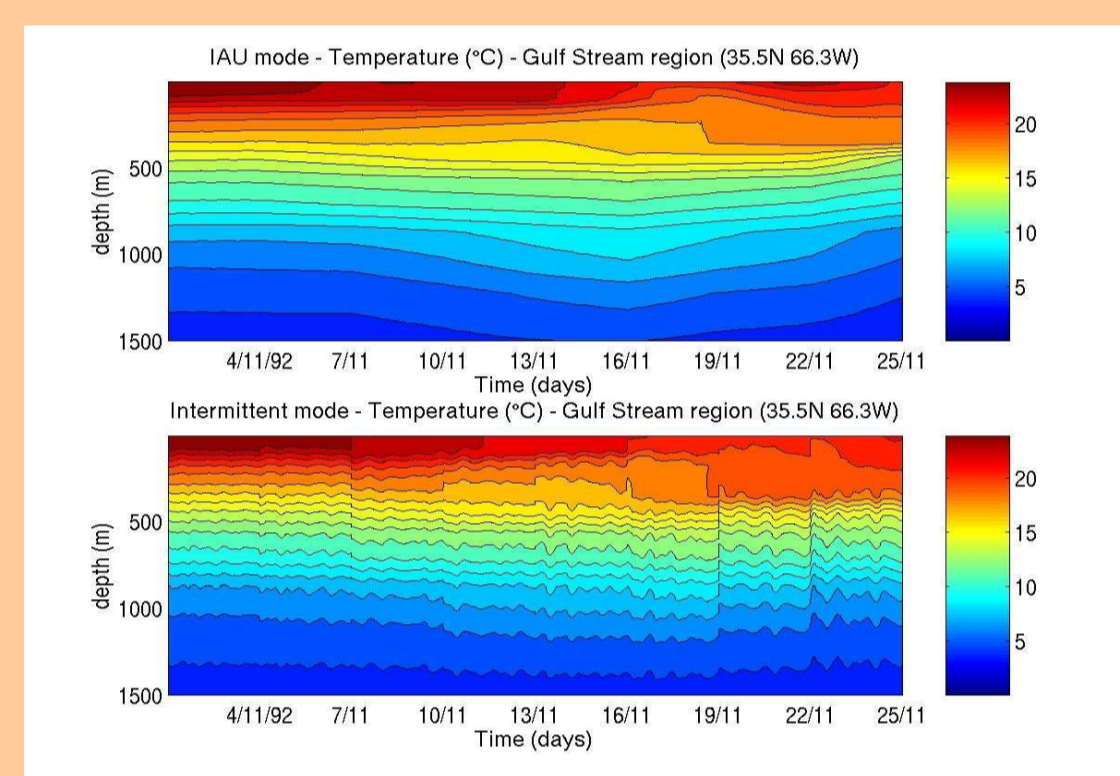 IAU mode - Temperature (°C) - Gulf Stream region (35.5N 66.3W)
20
15
10
5
500
1000
1500
depth (m)
4/11/92 7/11 10/11 13/11 16/11 19/11 22/11 25/11
Time (days)
Intermittent mode - Temperature (°C) - Gulf Stream region (35.5N 66.3W)
20
15
10
5
500
1000
1500
depth (m)
4/11/92 7/11 10/11 13/11 16/11 19/11 22/11 25/11
Time (days)